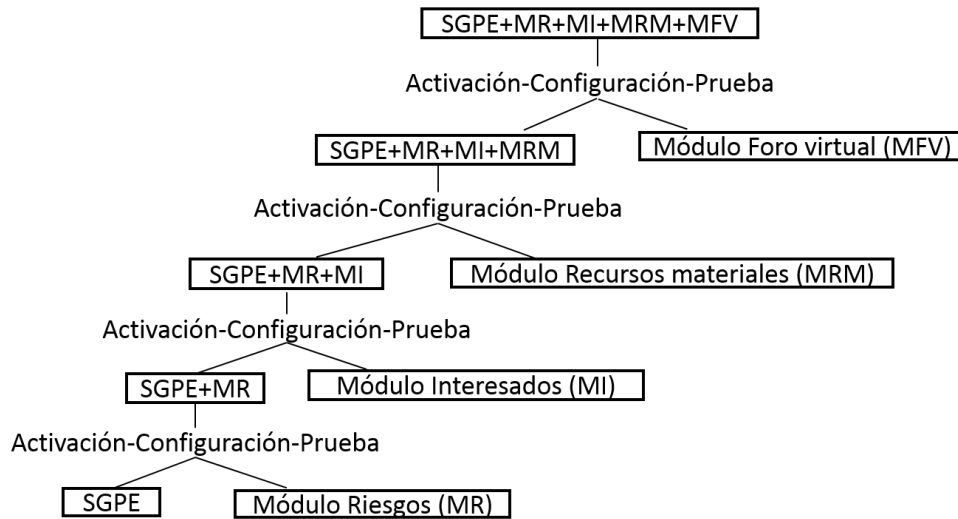 SGPE+MR+MI+MRM+MFV
Activación-Configuración-Prueba
SGPE+MR+MI+MRM
Módulo Foro virtual (MFV)
Activación-Configuración-Prueba
SGPE+MR+MI
Módulo Recursos materiales (MRM)
Activación-Configuración-Prueba
SGPE+MR
Módulo Interesados (MI)
Activación-Configuración-Prueba
SGPE
Módulo Riesgos (MR)